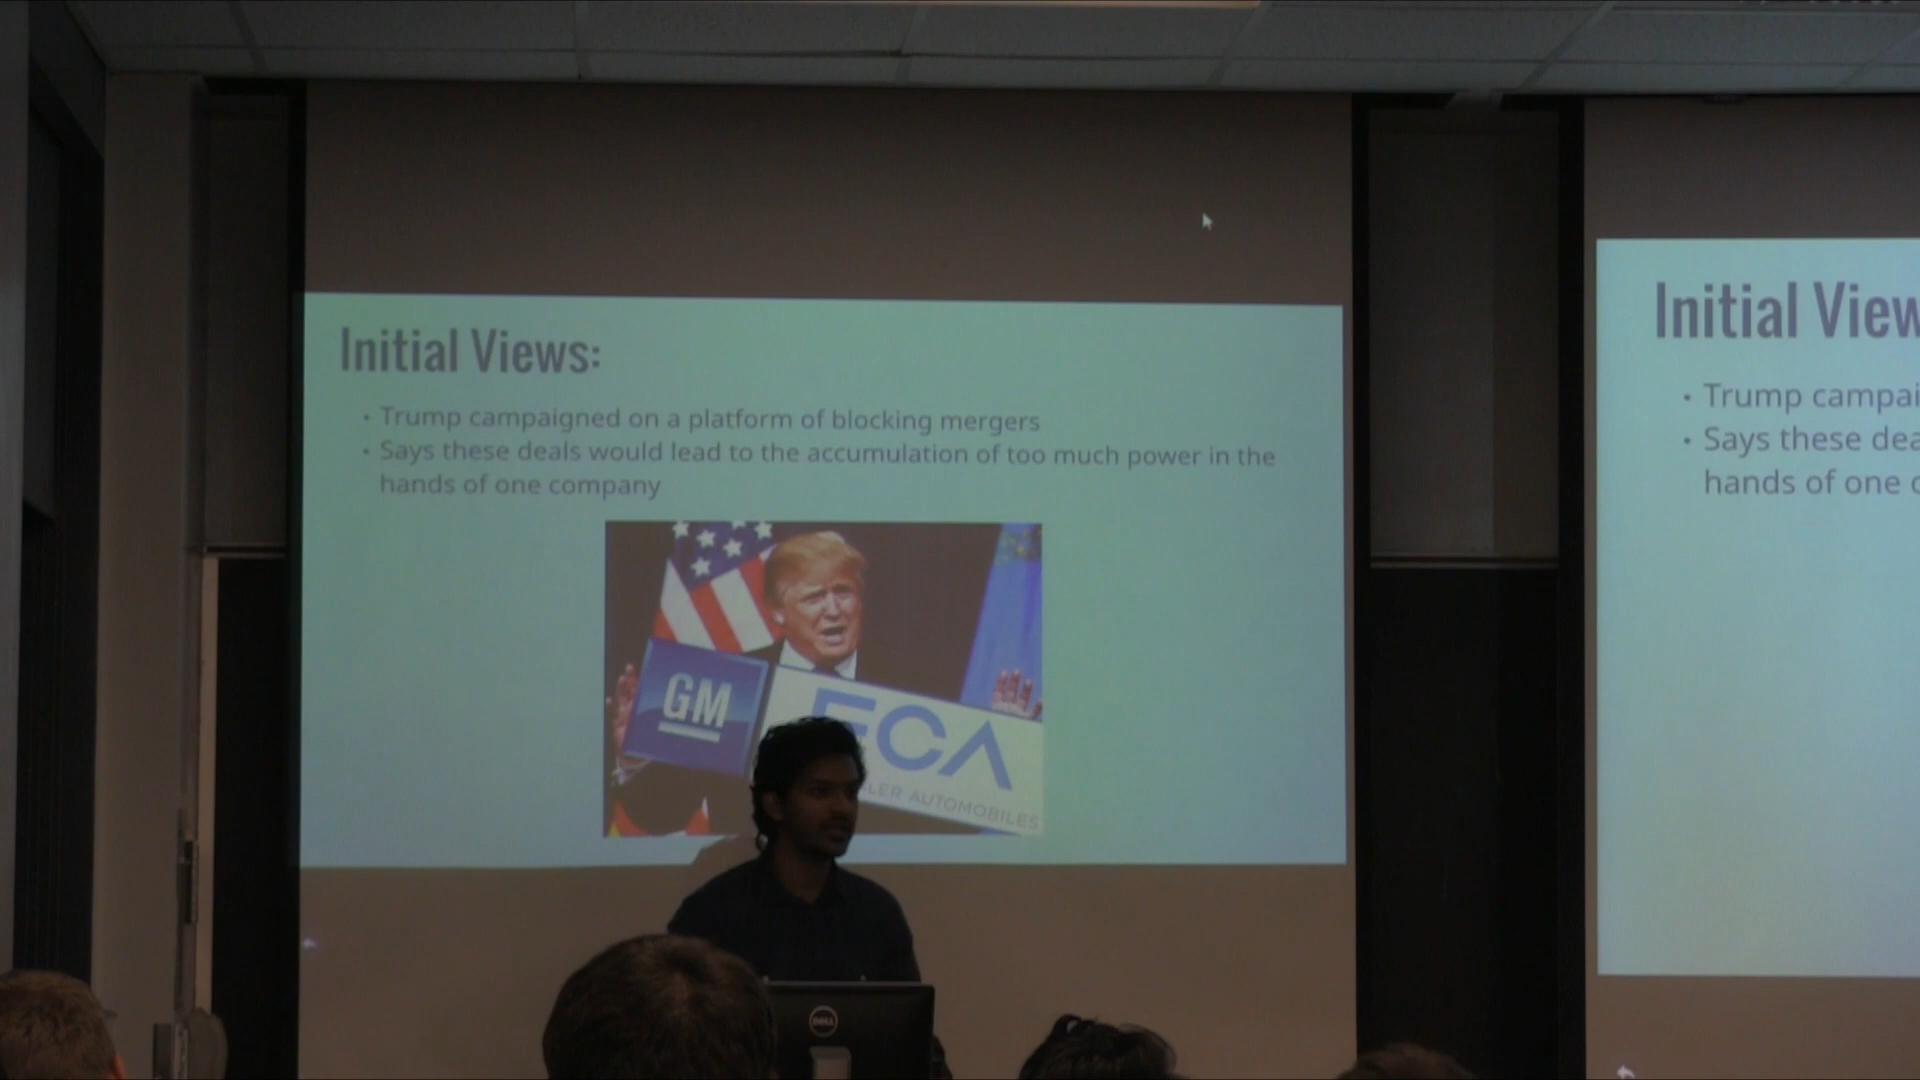 Initial Views:
• Trump campaigned on a platform of blocking mergers
• Says these deals would lead to the accumulation of too much power in the
hands of one company
GM
FCA
LER AUTOMOBILES
DELL
Initial View
• Trump campai
• Says these dea
hands of one c